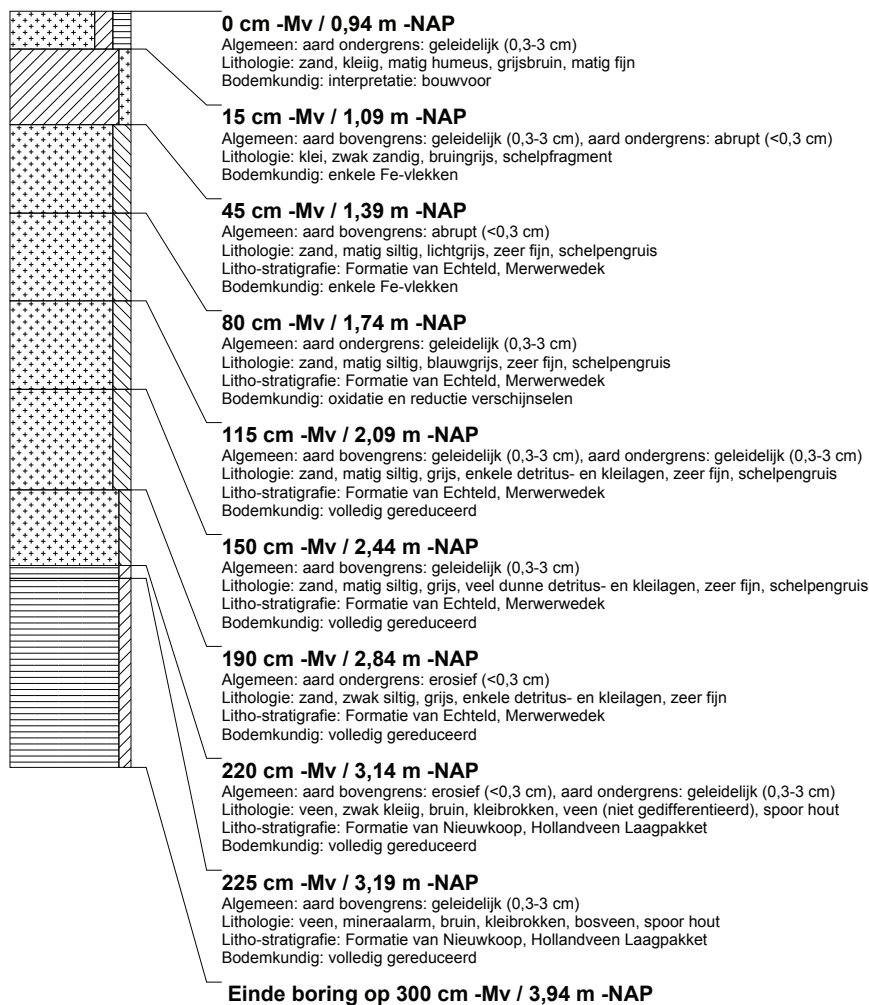 0 cm -Mv / 0,94 m -NAP
Algemeen: aard ondergrens: geleidelijk (0,3-3 cm)
Lithologie: zand, kleiig, matig humeus, grijsbruin, matig fijn
Bodemkundig: interpretatie: bouwvoor
15 cm -Mv / 1,09 m -NAP
Algemeen: aard bovengrens: geleidelijk (0,3-3 cm), aard ondergrens: abrupt (<0,3 cm)
Lithologie: klei, zwak zandig, bruingrijs, schelpfragment
Bodemkundig: enkele Fe-vlekken
45 cm -Mv / 1,39 m -NAP
Algemeen: aard bovengrens: abrupt (<0,3 cm)
Lithologie: zand, matig siltig, lichtgrijs, zeer fijn, schelpengruis
Litho-stratigrafie: Formatie van Echteld, Merwerwedek
Bodemkundig: enkele Fe-vlekken
80 cm -Mv / 1,74 m -NAP
Algemeen: aard ondergrens: geleidelijk (0,3-3 cm)
Lithologie: zand, matig siltig, blauwgrijs, zeer fijn, schelpengruis
Litho-stratigrafie: Formatie van Echteld, Merwerwedek
Bodemkundig: oxidatie en reductie verschijnselen
115 cm -Mv / 2,09 m -NAP
Algemeen: aard bovengrens: geleidelijk (0,3-3 cm), aard ondergrens: geleidelijk (0,3-3 cm)
Lithologie: zand, matig siltig, grijs, enkele detritus- en kleilagen, zeer fijn, schelpengruis
Litho-stratigrafie: Formatie van Echteld, Merwerwedek
Bodemkundig: volledig gereduceerd
150 cm -Mv / 2,44 m -NAP
Algemeen: aard bovengrens: geleidelijk (0,3-3 cm)
Lithologie: zand, matig siltig, grijs, veel dunne detritus- en kleilagen, zeer fijn, schelpengruis
Litho-stratigrafie: Formatie van Echteld, Merwerwedek
Bodemkundig: volledig gereduceerd
190 cm -Mv / 2,84 m -NAP
Algemeen: aard ondergrens: erosief (<0,3 cm)
Lithologie: zand, zwak siltig, grijs, enkele detritus- en kleilagen, zeer fijn
Litho-stratigrafie: Formatie van Echteld, Merwerwedek
Bodemkundig: volledig gereduceerd
220 cm -Mv / 3,14 m -NAP
Algemeen: aard bovengrens: erosief (<0,3 cm), aard ondergrens: geleidelijk (0,3-3 cm)
Lithologie: veen, zwak kleiig, bruin, kleibrokken, veen (niet gedifferentieerd), spoor hout
Litho-stratigrafie: Formatie van Nieuwkoop, Hollandveen Laagpakket
Bodemkundig: volledig gereduceerd
225 cm -Mv / 3,19 m -NAP
Algemeen: aard bovengrens: geleidelijk (0,3-3 cm)
Lithologie: veen, mineraalarm, bruin, kleibrokken, bosveen, spoor hout
Litho-stratigrafie: Formatie van Nieuwkoop, Hollandveen Laagpakket
Bodemkundig: volledig gereduceerd
Einde boring op 300 cm -Mv / 3,94 m -NAP